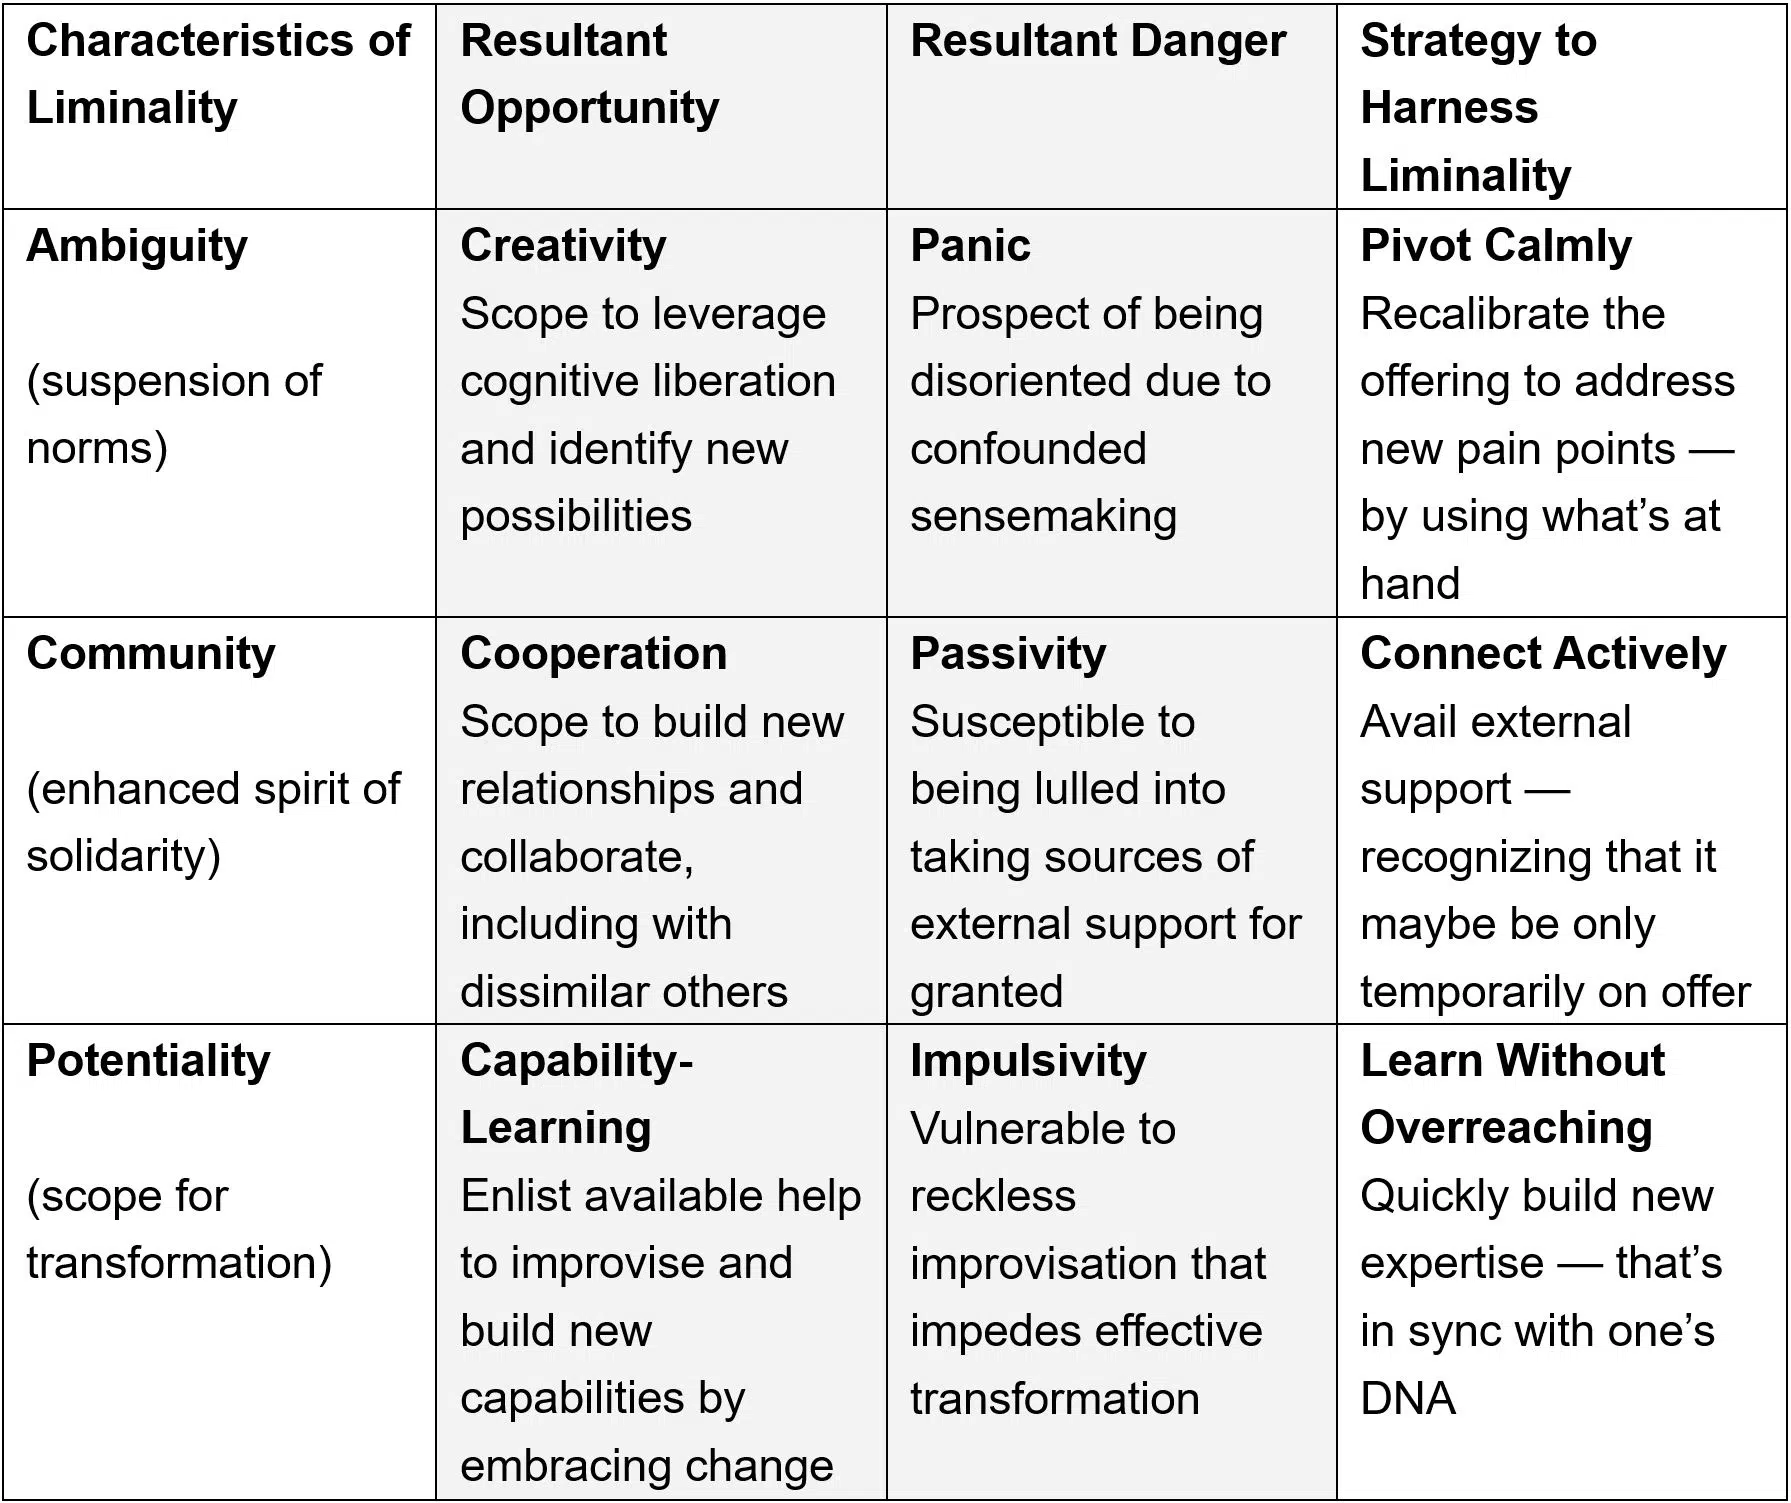 Characteristics of
Liminality
Resultant
Opportunity
Resultant Danger
Strategy to
Harness
Liminality
Ambiguity
(suspension of
norms)
Creativity
Scope to leverage
cognitive liberation
and identify new
possibilities
Panic
Prospect of being
disoriented due to
confounded
sensemaking
Pivot Calmly
Recalibrate the
offering to address
new pain points —
by using what’s at
hand
Community
(enhanced spirit of
solidarity)
Cooperation
Scope to build new
relationships and
collaborate,
including with
dissimilar others
Passivity
Susceptible to
being lulled into
taking sources of
external support for
granted
Connect Actively
Avail external
support —
recognizing that it
maybe be only
temporarily on offer
Potentiality
(scope for
transformation)
Capability-
Learning
Enlist available help
to improvise and
build new
capabilities by
embracing change
Impulsivity
Vulnerable to
reckless
improvisation that
impedes effective
transformation
Learn Without
Overreaching
Quickly build new
expertise — that’s
in sync with one’s
DNA